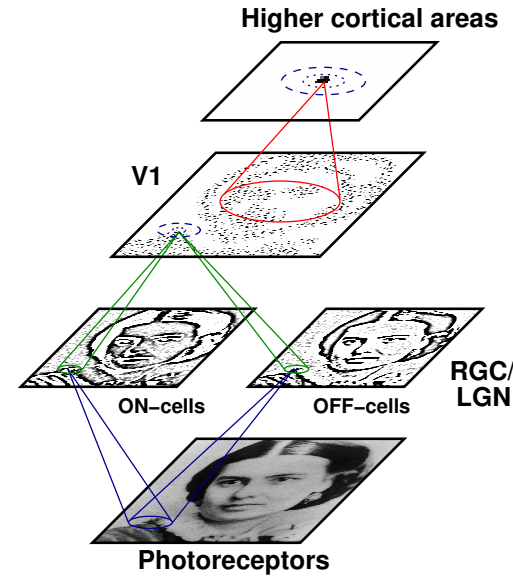 Higher cortical areas
V1
ON−cells
OFF−cells
RGC/
LGN
Photoreceptors